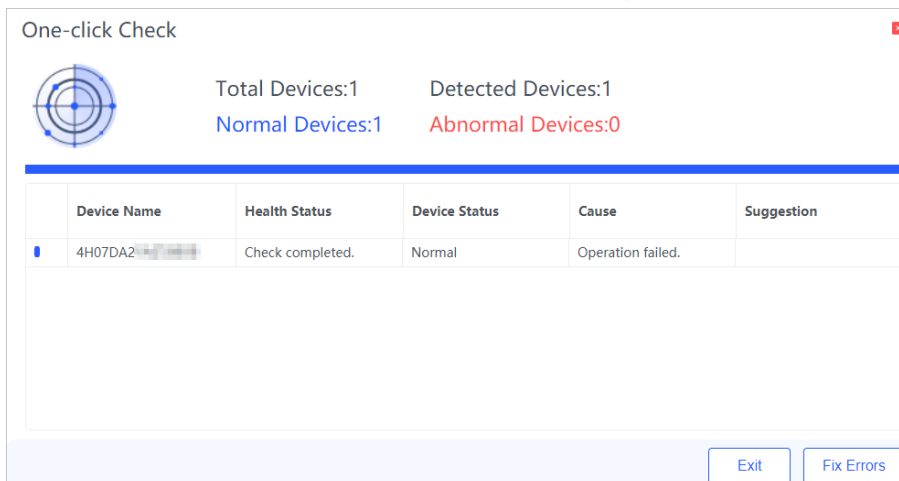 One-click Check
Total Devices:1 Detected Devices:1
Normal Devices:1 Abnormal Devices:0
Device Name Health Status Device Status Cause Suggestion
4H07DA2 Check completed. Normal Operation failed.
Exit Fix Errors